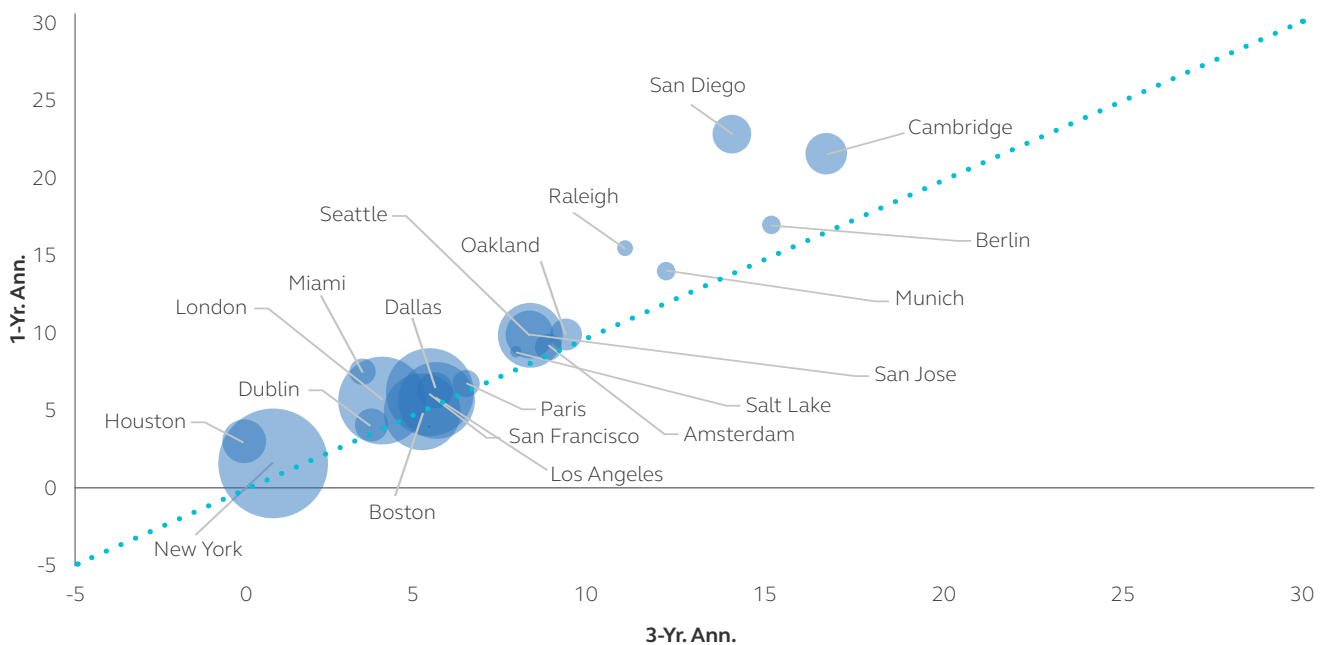 30
25
20
15
10
5
0
-5
1-Yr. Ann.
San Diego
Cambridge
Raleigh
Seattle
Oakland
Berlin
Miami
Munich
London
Dallas
San Jose
Dublin
Salt Lake
Paris
Houston
San Francisco
Amsterdam
Los Angeles
Boston
New York
-5 0 5 10 15 20 25 30
3-Yr. Ann.